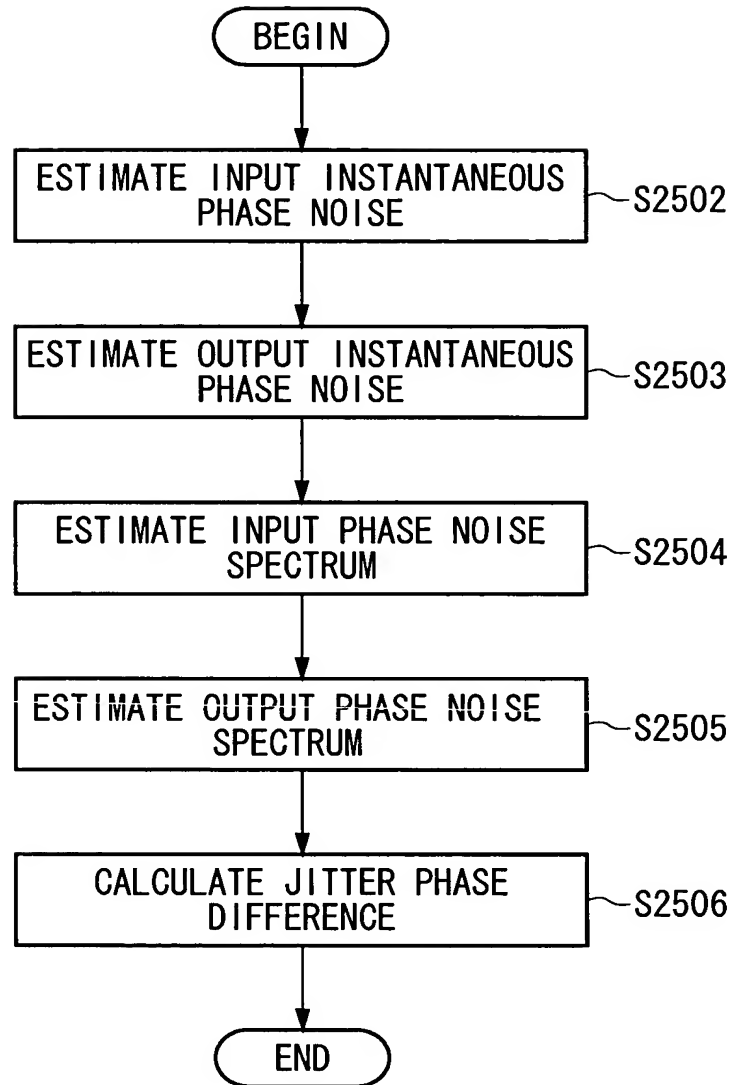 BEGIN
ESTIMATE INPUT INSTANTANEOUS
PHASE NOISE
S2502
ESTIMATE OUTPUT INSTANTANEOUS
PHASE NOISE
S2503
ESTIMATE INPUT PHASE NOISE
SPECTRUM
S2504
ESTIMATE OUTPUT PHASE NOISE
SPECTRUM
S2505
CALCULATE JITTER PHASE
DIFFERENCE
S2506
END